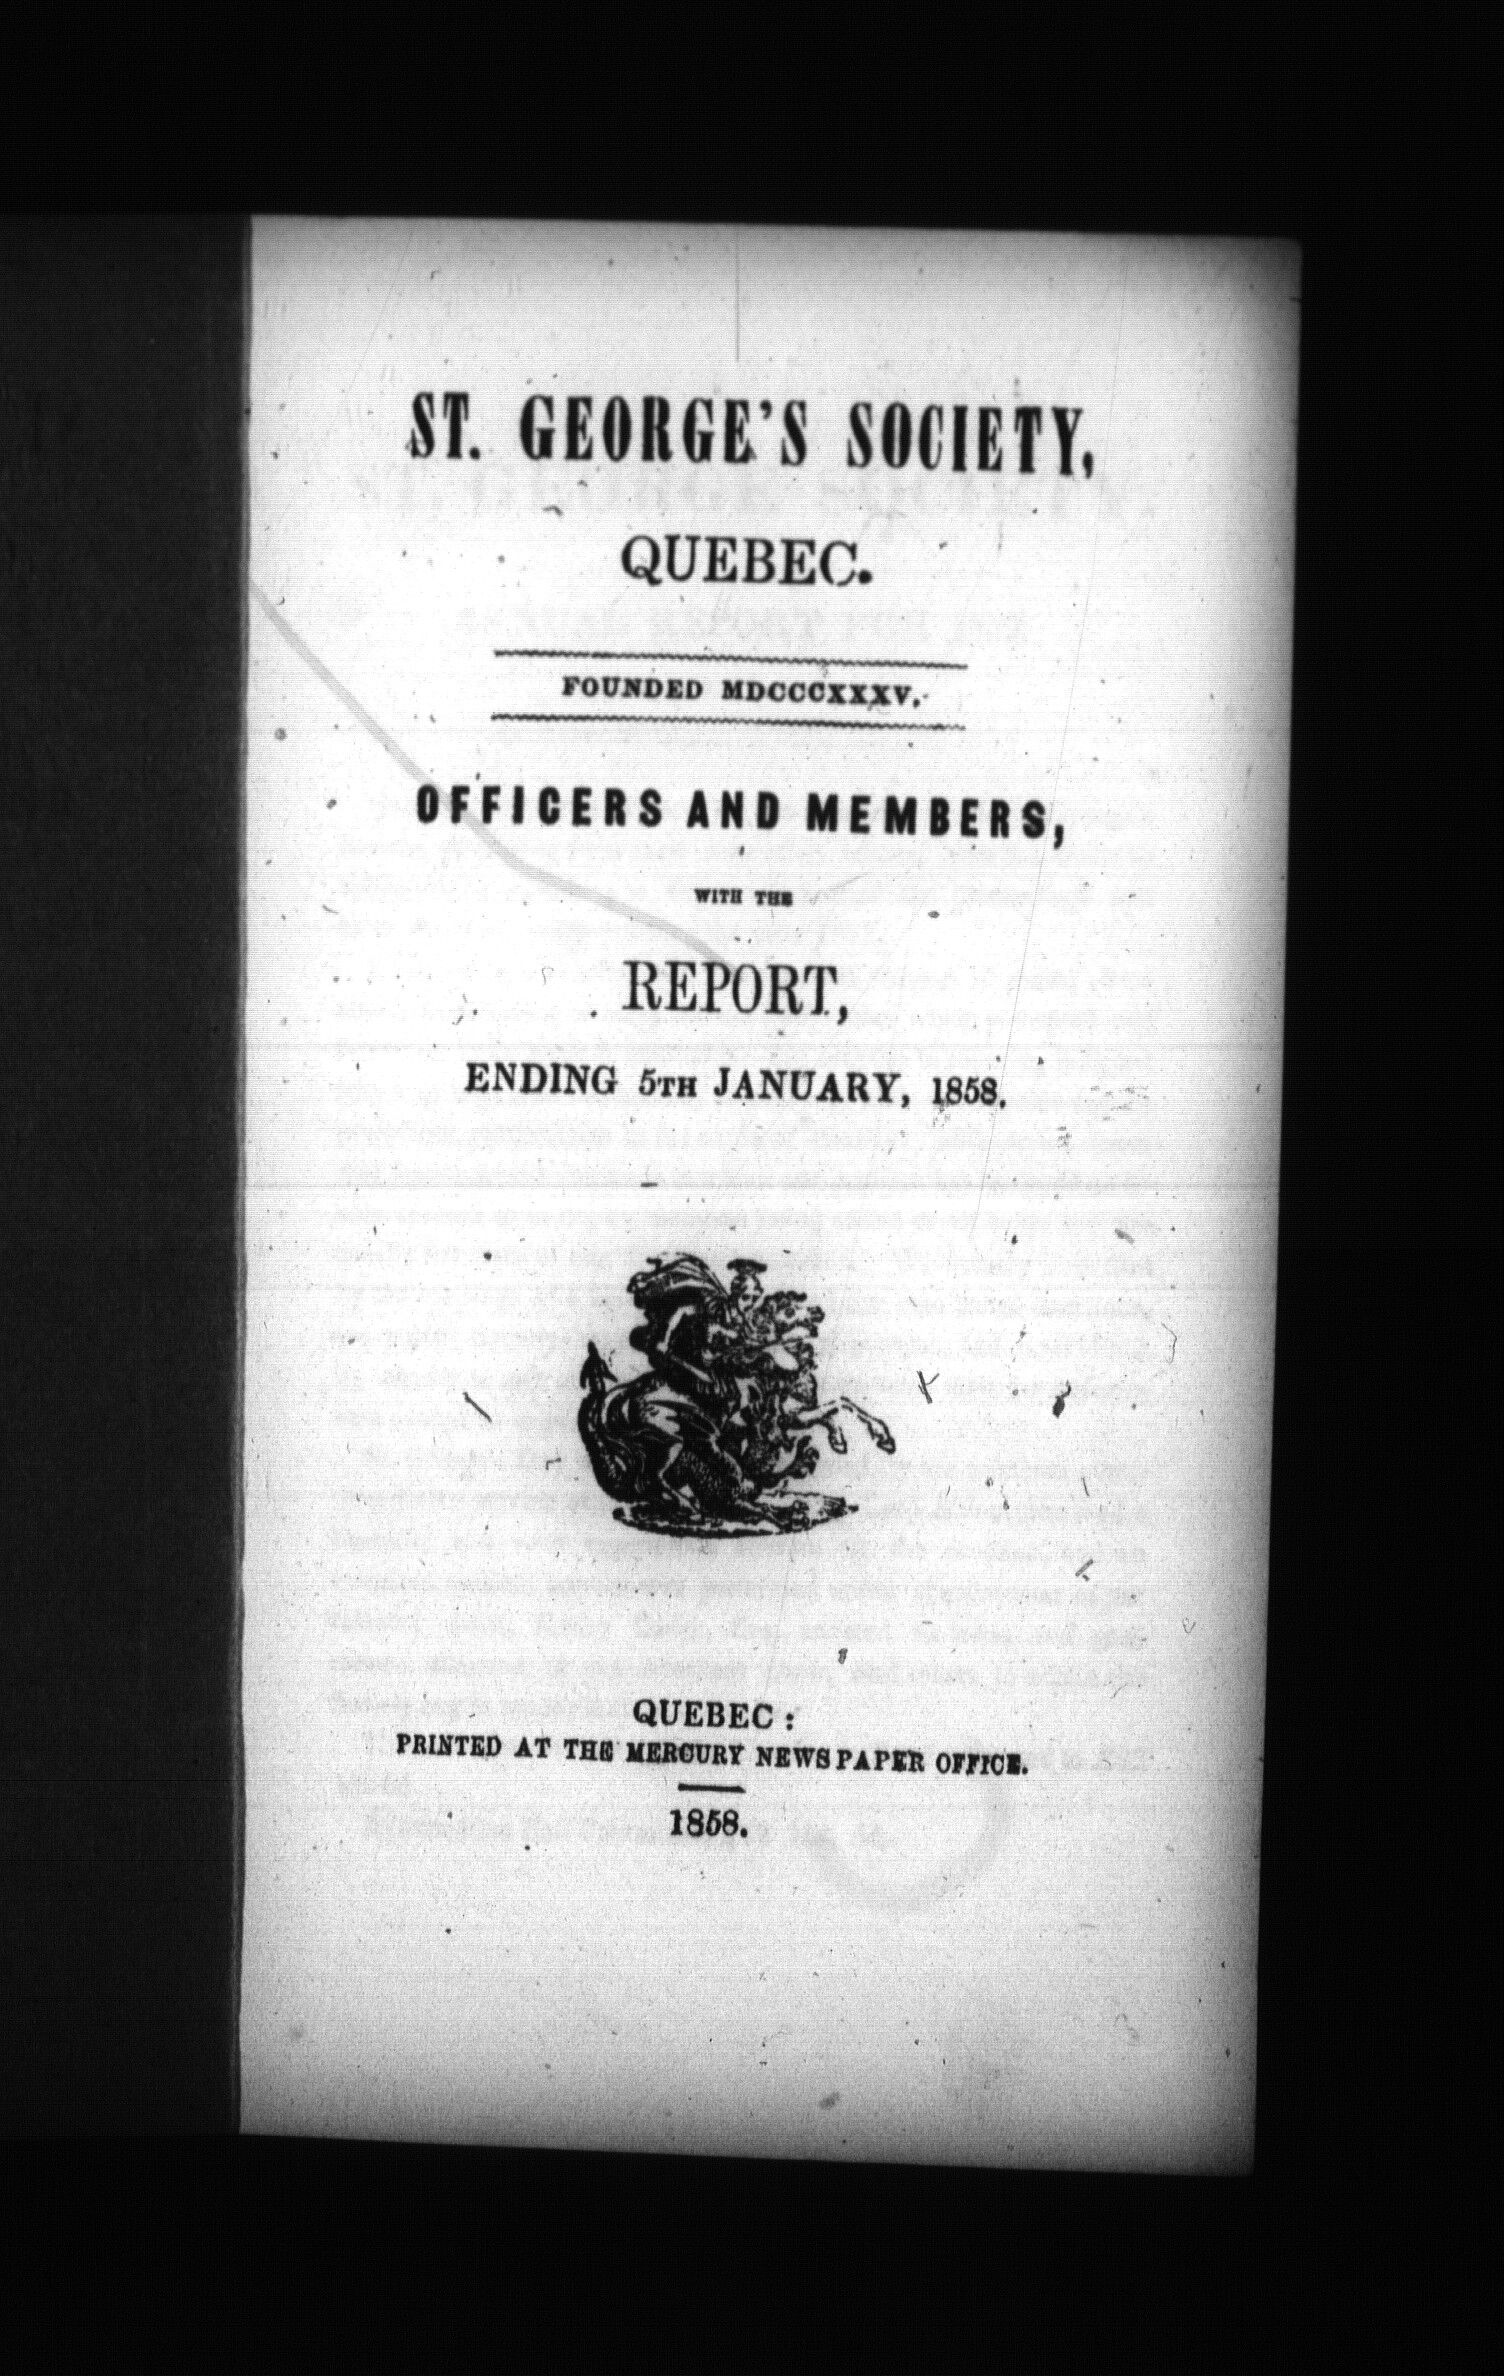 ST. GEORGE'S SOCIETY,
QUEBEC.
FOUNDED MDCCCXXXV.
OFFICERS AND MEMBERS,
WITH THE
REPORT,
ENDING 5TH JANUARY, 1858.
QUEBEC:
PRINTED AT THE MERCURY NEWSPAPER OFFICE.
1858.